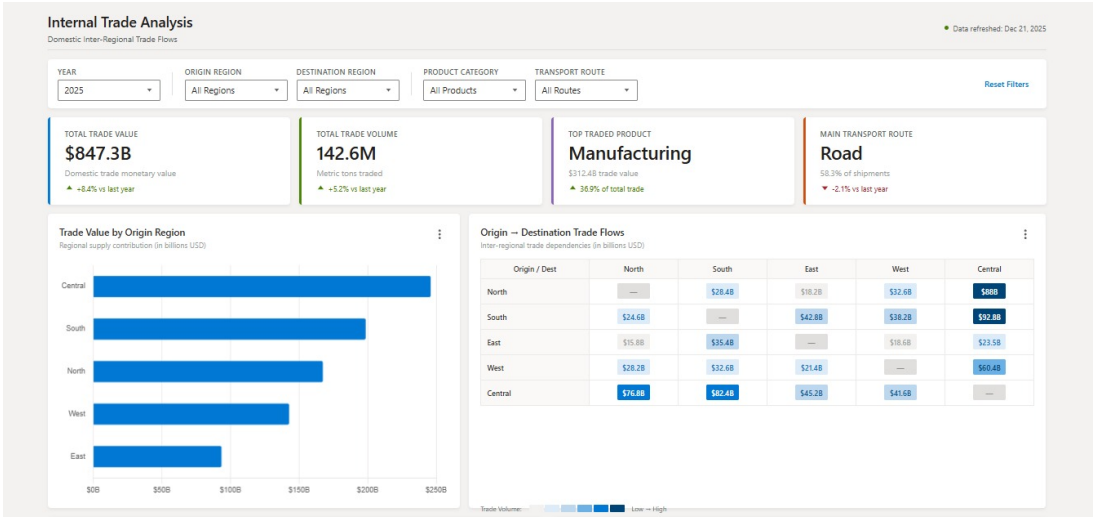 Internal Trade Analysis
Domestic Inter-Regional Trade Flows
Data refreshed: Dec 21, 2025
YEAR ORIGIN REGION DESTINATION REGION PRODUCT CATEGORY TRANSPORT ROUTE
2025 All Regions All Regions All Products All Routes
Reset Filters
TOTAL TRADE VALUE
$847.3B
Domestic trade monetary value
+8.4% vs last year
TOTAL TRADE VOLUME
142.6M
Metric tons traded
+5.2% vs last year
TOP TRADED PRODUCT
Manufacturing
$312.4B trade value
36.9% of total trade
MAIN TRANSPORT ROUTE
Road
58.3% of shipments
-2.1% vs last year
Trade Value by Origin Region
Regional supply contribution (in billions USD)
Central
South
North
West
East
$0B $50B $100B $150B $200B $250B
Origin → Destination Trade Flows
Inter-regional trade dependencies (in billions USD)
Origin / Dest North South East West Central
North — $28.4B $18.2B $32.6B $88B
South $24.6B — $42.8B $38.2B $92.8B
East $15.8B $35.4B — $18.6B $23.5B
West $28.2B $32.6B $21.4B — $60.4B
Central $76.8B $82.4B $45.2B $41.6B —
Trade Volume: Low → High